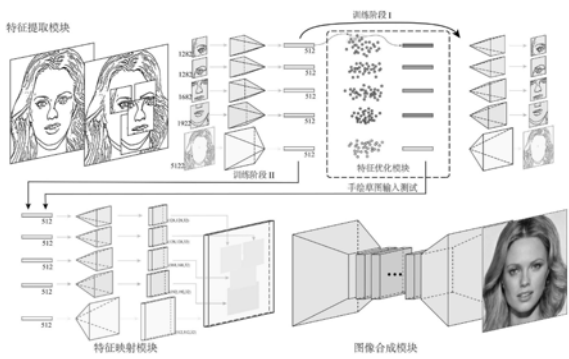 特征提取模块
训练阶段 I
128²
128²
168²
192²
512²
512
512
512
512
512
特征优化模块
训练阶段 II
手绘草图输入测试
512
512
512
512
512
特征映射模块
图像合成模块